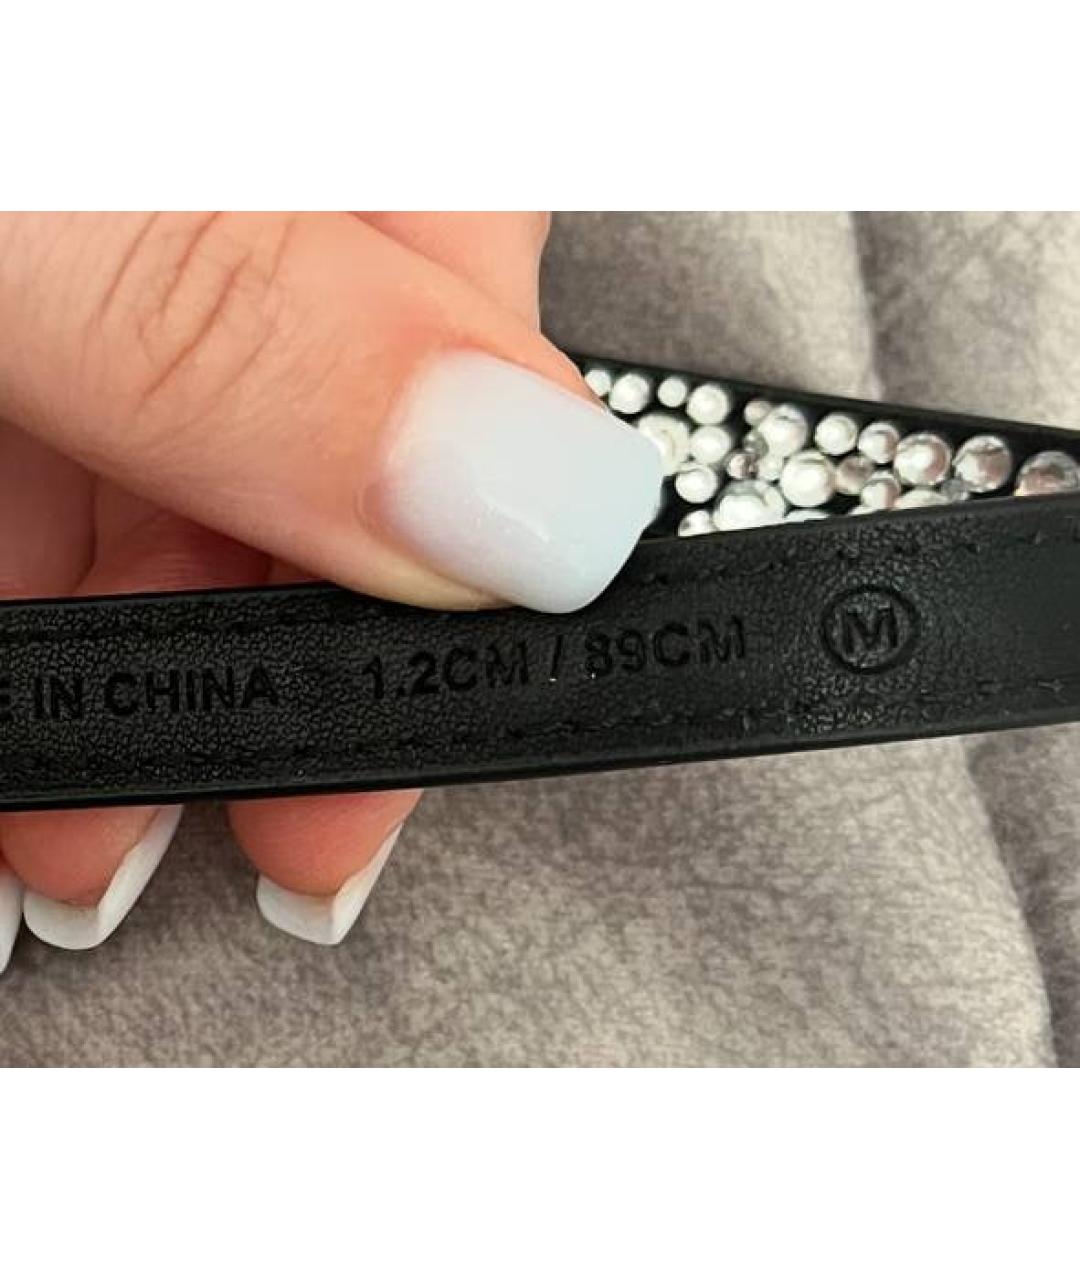 E IN CHINA 1.2CM / 89CM M